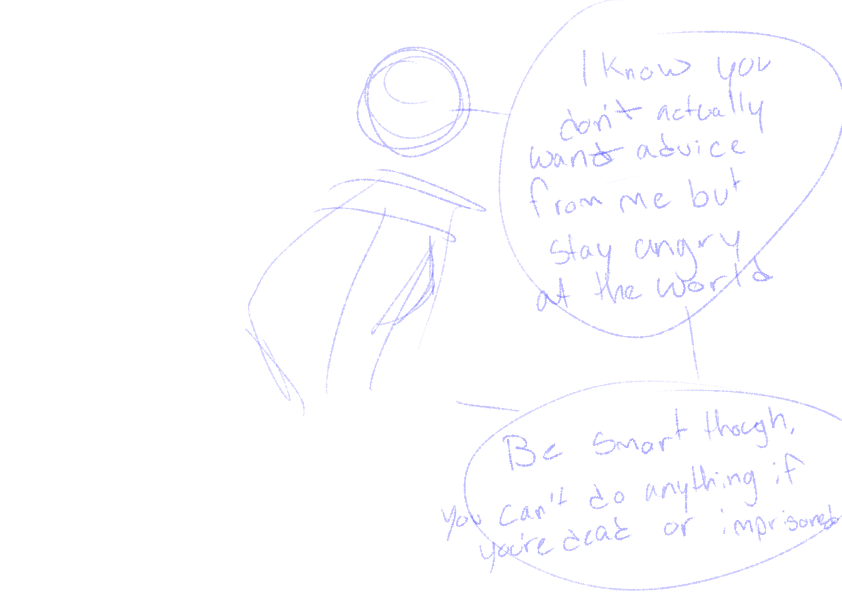 I know you
don't actually
want advice
from me but
stay angry
at the world
Be smart though,
you can't do anything if
you're dead or imprisoned